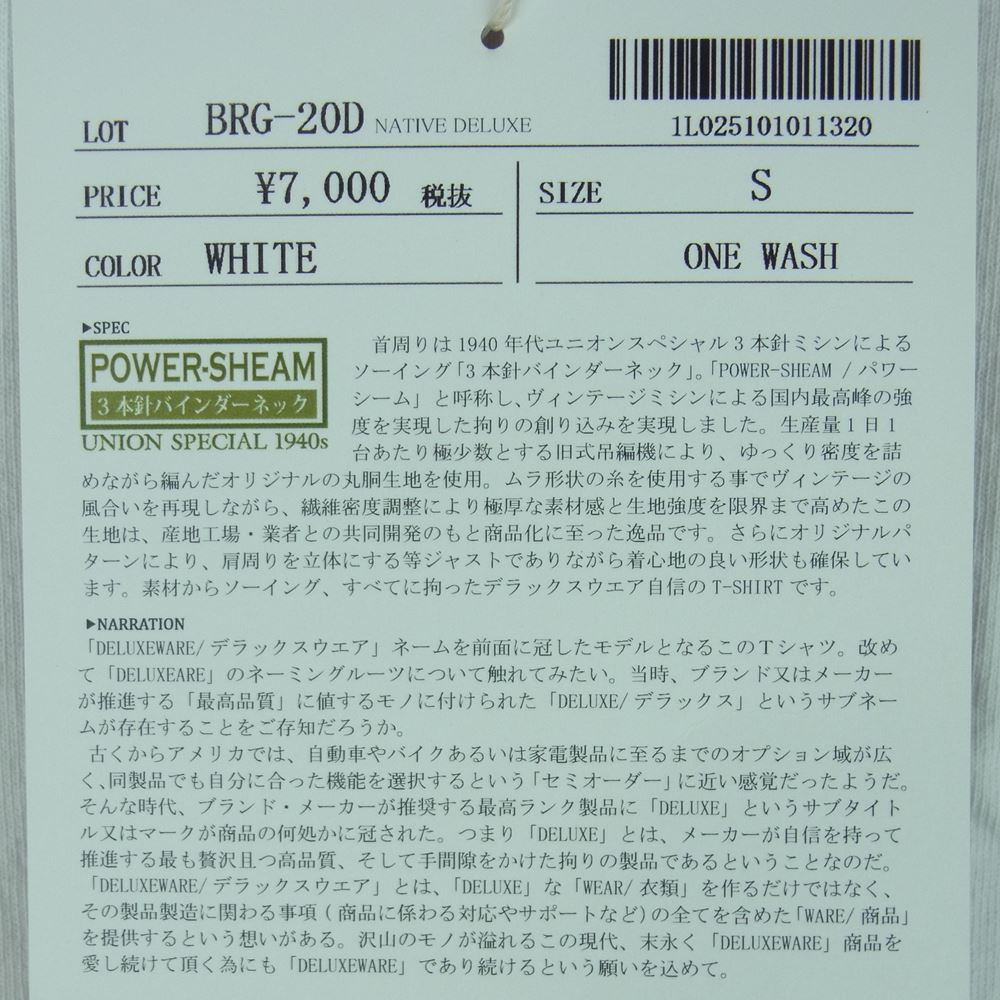 LOT BRG-20D NATIVE DELUXE
1L025101011320
PRICE ¥7,000 税抜
SIZE S
COLOR WHITE
ONE WASH
▶SPEC
POWER-SHEAM
3本針バインダーネック
UNION SPECIAL 1940s
首周りは1940年代ユニオンスペシャル3本針ミシンによる
ソーイング「3本針バインダーネック」。「POWER-SHEAM / パワー
シーム」と呼称し、ヴィンテージミシンによる国内最高峰の強
度を実現した拘りの創り込みを実現しました。生産量1日1
台あたり極少数とする旧式吊編機により、ゆっくり密度を詰
めながら編んだオリジナルの丸胴生地を使用。ムラ形状の糸を使用する事でヴィンテージの
風合いを再現しながら、繊維密度調整により極厚な素材感と生地強度を限界まで高めたこの
生地は、産地工場・業者との共同開発のもと商品化に至った逸品です。さらにオリジナルパ
ターンにより、肩周りを立体にする等ジャストでありながら着心地の良い形状も確保してい
ます。素材からソーイング、すべてに拘ったデラックスウエア自信のT-SHIRTです。
▶NARRATION
「DELUXEWARE/デラックスウエア」ネームを前面に冠したモデルとなるこのTシャツ。改め
て「DELUXEARE」のネーミングルーツについて触れてみたい。当時、ブランド又はメーカー
が推進する「最高品質」に値するモノに付けられた「DELUXE/デラックス」というサブネー
ムが存在することをご存知だろうか。
古くからアメリカでは、自動車やバイクあるいは家電製品に至るまでのオプション域が広
く、同製品でも自分に合った機能を選択するという「セミオーダー」に近い感覚だったようだ。
そんな時代、ブランド・メーカーが推奨する最高ランク製品に「DELUXE」というサブタイト
ル又はマークが商品の何処かに冠された。つまり「DELUXE」とは、メーカーが自信を持って
推進する最も贅沢且つ高品質、そして手間隙をかけた拘りの製品であるということなのだ。
「DELUXEWARE/デラックスウエア」とは、「DELUXE」な「WEAR/衣類」を作るだけではなく、
その製品製造に関わる事項(商品に係わる対応やサポートなど)の全てを含めた「WARE/商品」
を提供するという想いがある。沢山のモノが溢れるこの現代、末永く「DELUXEWARE」商品を
愛し続けて頂く為にも「DELUXEWARE」であり続けるという願いを込めて。